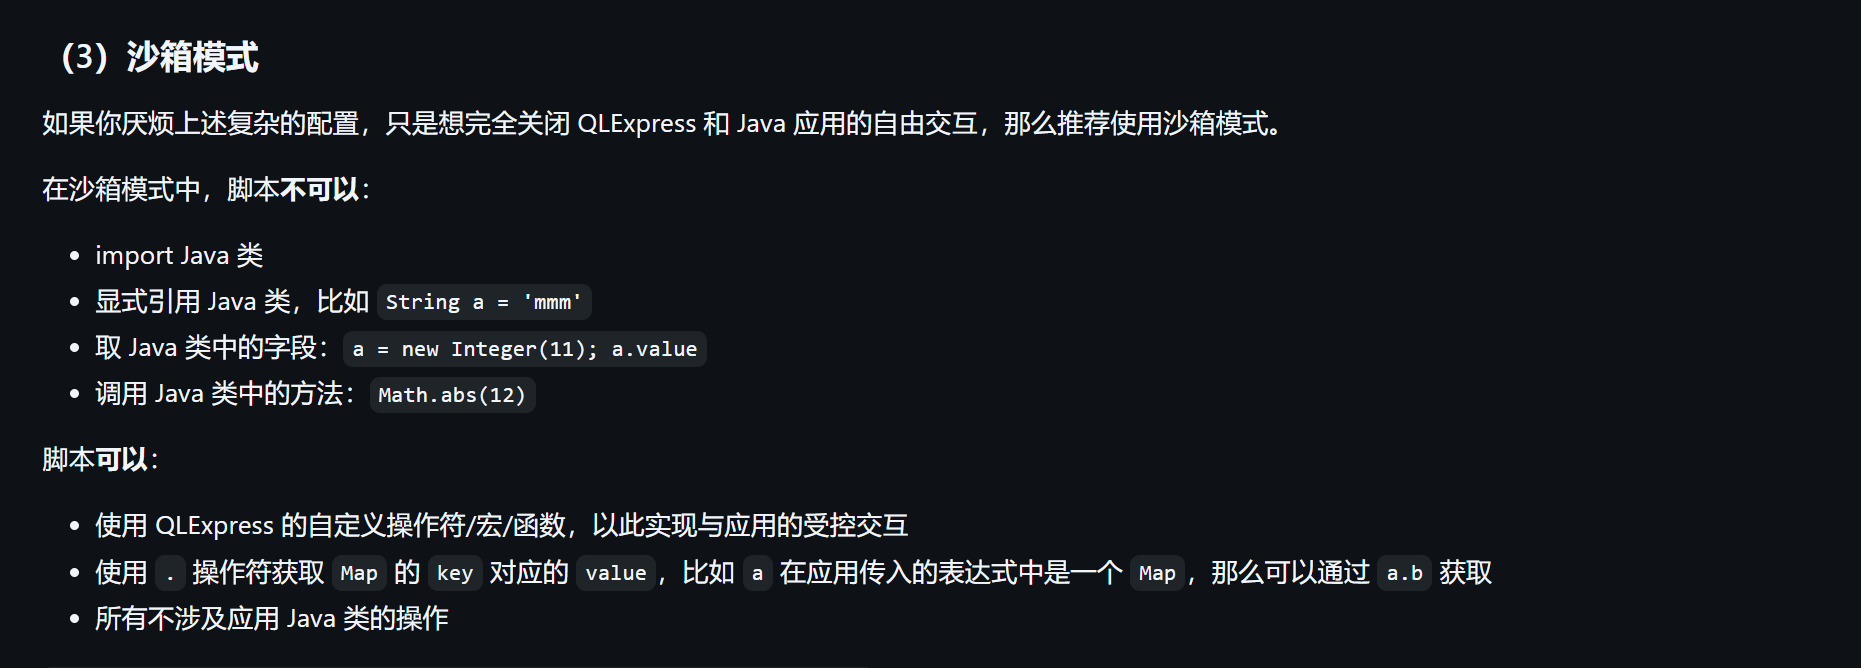 （3）沙箱模式
如果你厌烦上述复杂的配置，只是想完全关闭 QLExpress 和 Java 应用的自由交互，那么推荐使用沙箱模式。
在沙箱模式中，脚本不可以：
• import Java 类
• 显式引用 Java 类，比如 String a = 'mmm'
• 取 Java 类中的字段：a = new Integer(11); a.value
• 调用 Java 类中的方法：Math.abs(12)
脚本可以：
• 使用 QLExpress 的自定义操作符/宏/函数，以此实现与应用的受控交互
• 使用 . 操作符获取 Map 的 key 对应的 value，比如 a 在应用传入的表达式中是一个 Map，那么可以通过 a.b 获取
• 所有不涉及应用 Java 类的操作